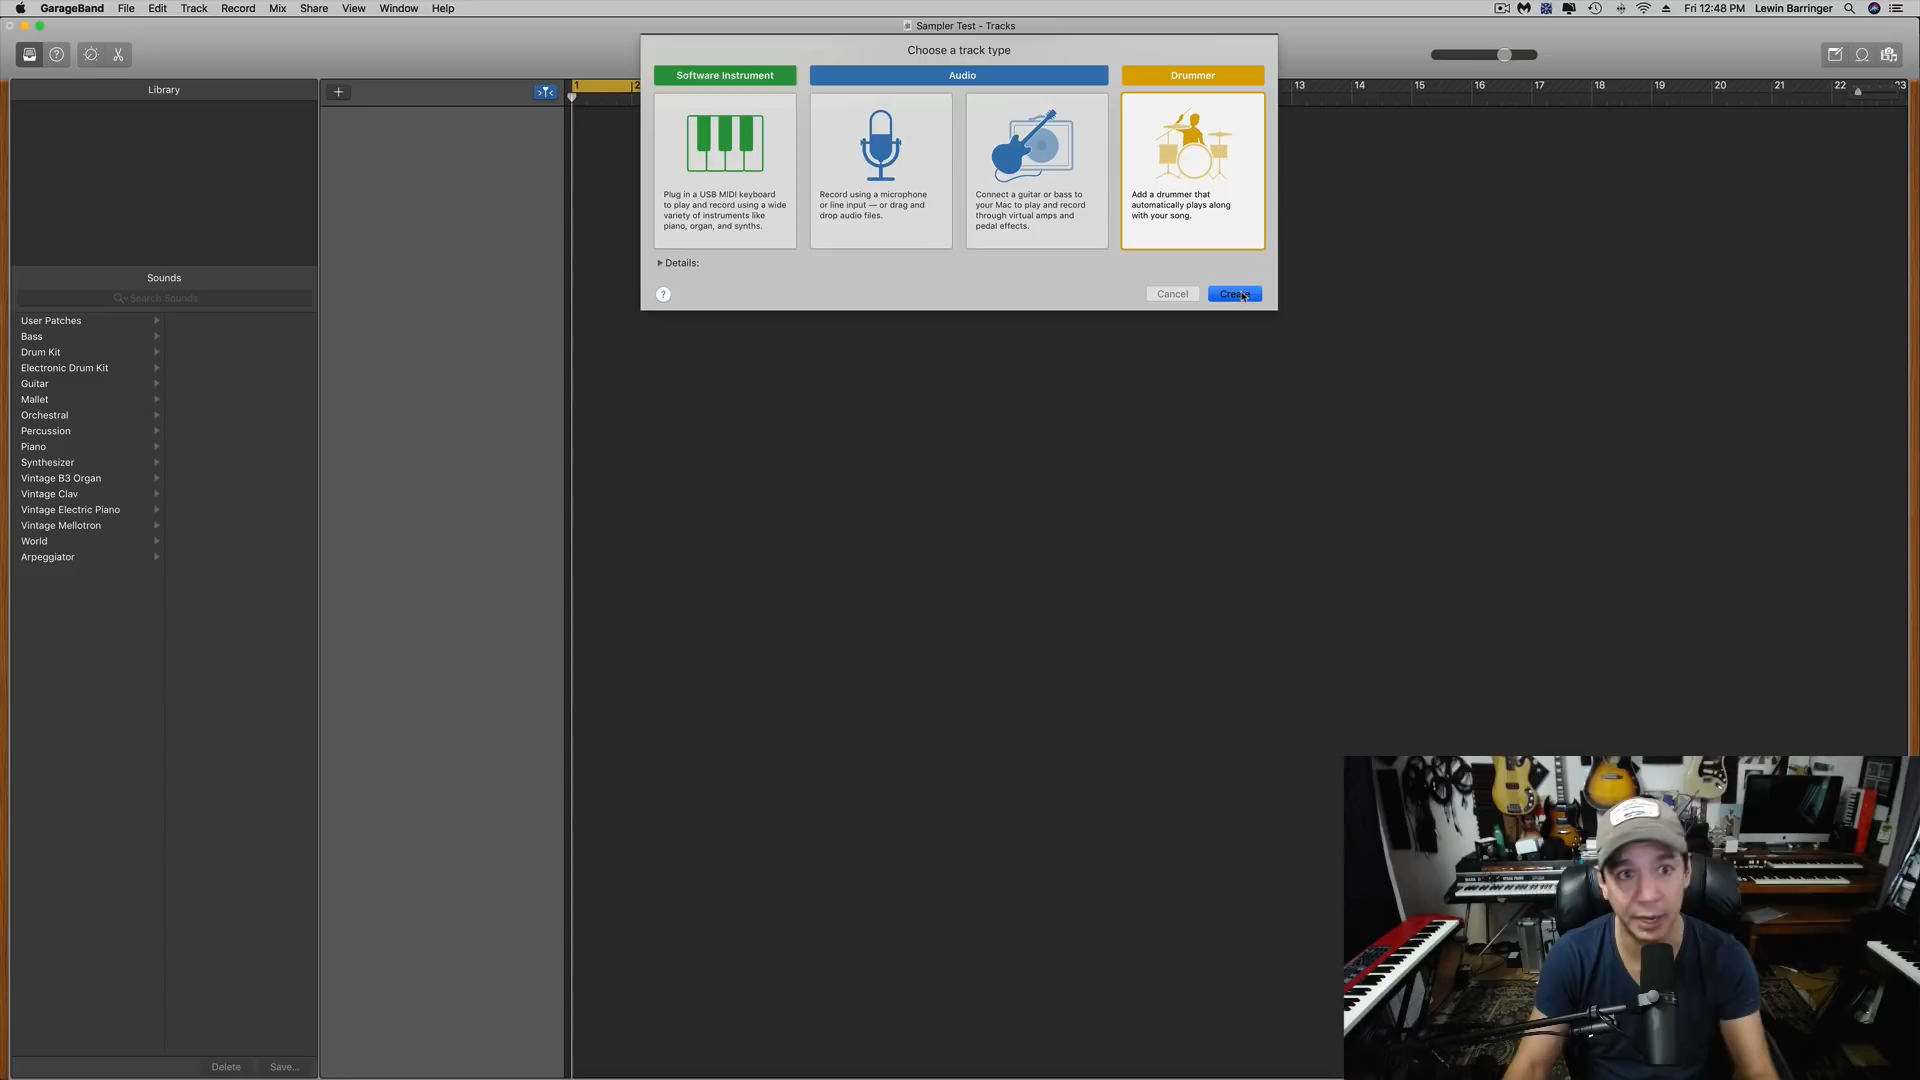 GarageBand File Edit Track Record Mix Share View Window Help
Fri 12:48 PM Lewin Barringer
Sampler Test - Tracks
Choose a track type
Software Instrument
Audio
Drummer
Plug in a USB MIDI keyboard
to play and record using a wide
variety of instruments like
piano, organ, and synths.
Record using a microphone
or line input — or drag and
drop audio files.
Connect a guitar or bass to
your Mac to play and record
through virtual amps and
pedal effects.
Add a drummer that
automatically plays along
with your song.
Details:
?
Cancel
Create
Library
1 2 13 14 15 16 17 18 19 20 21 22 23
Sounds
Search Sounds
User Patches
Bass
Drum Kit
Electronic Drum Kit
Guitar
Mallet
Orchestral
Percussion
Piano
Synthesizer
Vintage B3 Organ
Vintage Clav
Vintage Electric Piano
Vintage Mellotron
World
Arpeggiator
Delete Save...